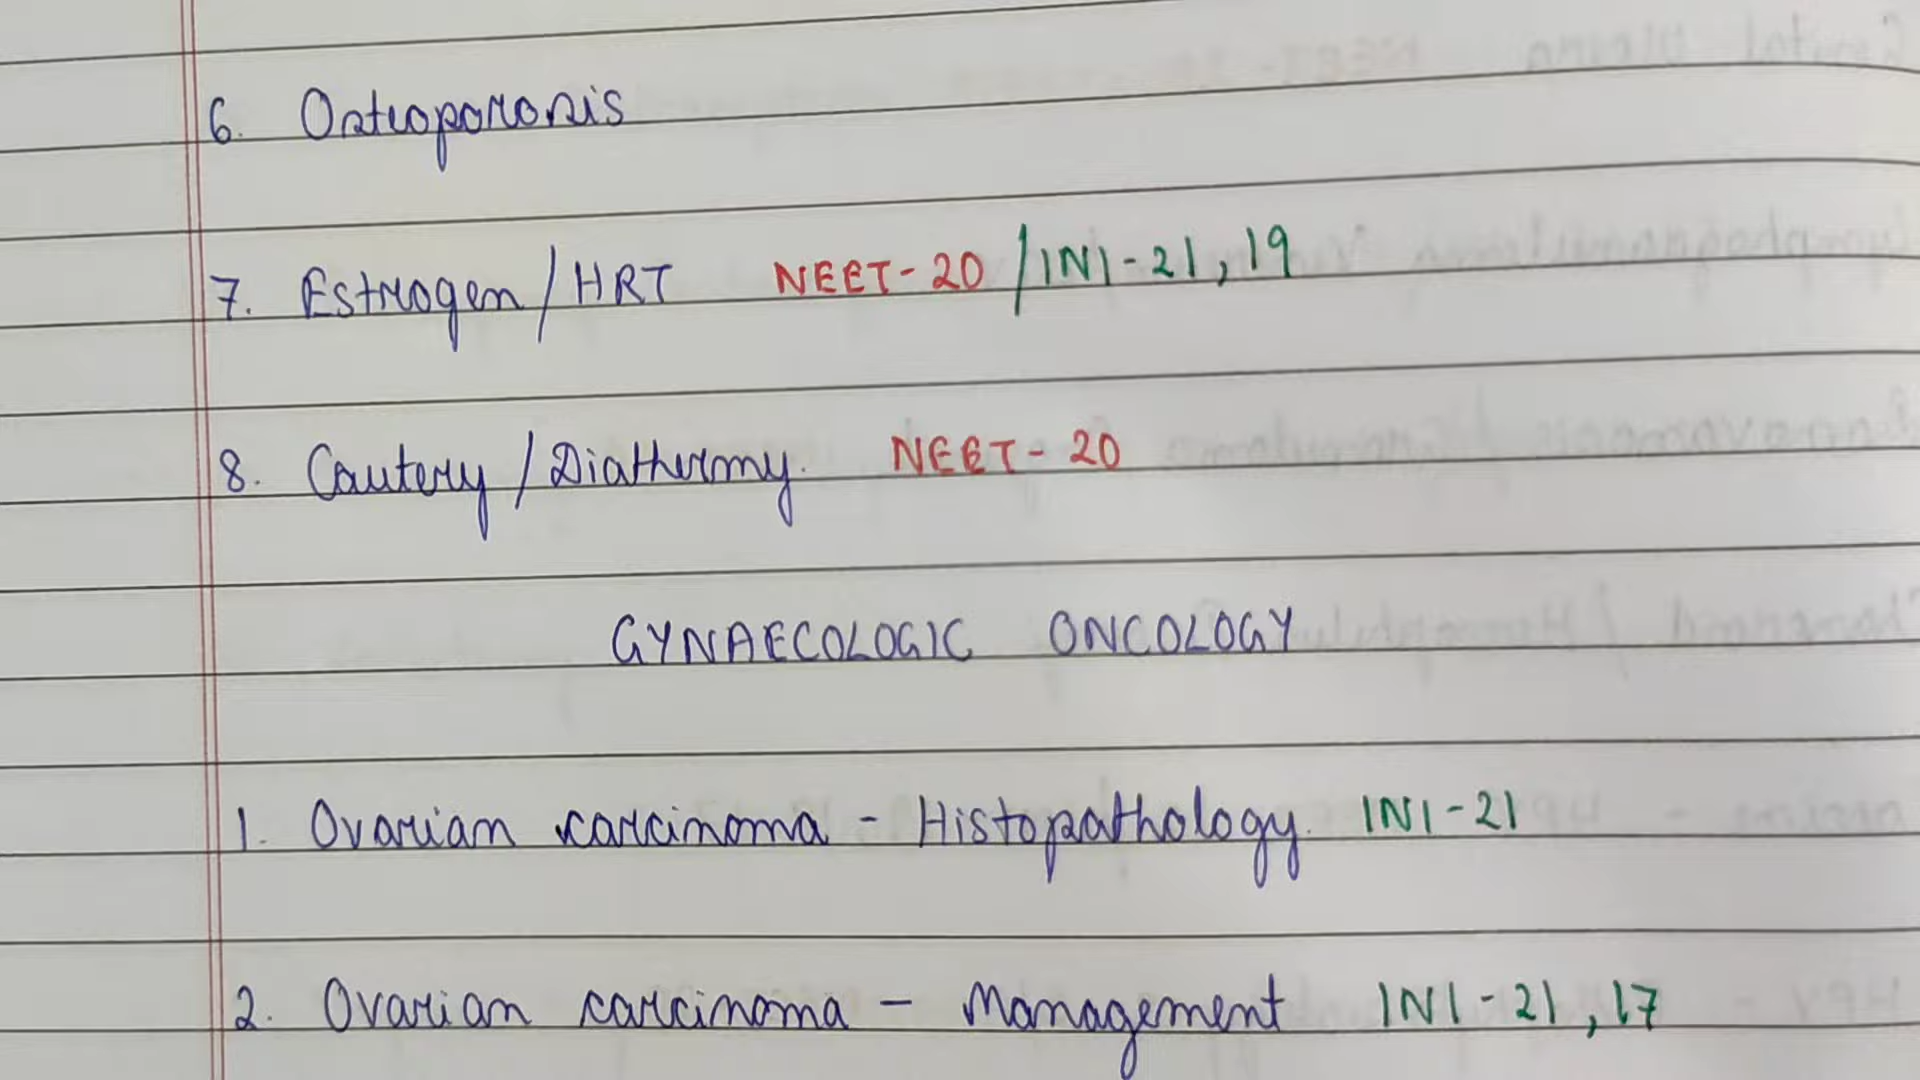 6. Osteoporosis
7. Estrogen / HRT NEET - 20 / INI - 21, 19
8. Cautery / Diathermy. NEET - 20
GYNAECOLOGIC ONCOLOGY
1. Ovarian carcinoma - Histopathology. INI - 21
2. Ovarian carcinoma - Management INI - 21, 17